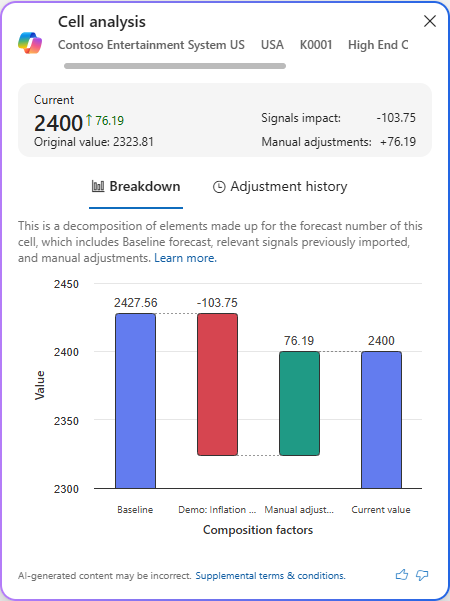 Cell analysis
Contoso Entertainment System US USA K0001 High End C
Current
2400 ↑ 76.19
Original value: 2323.81
Signals impact: -103.75
Manual adjustments: +76.19
Breakdown Adjustment history
This is a decomposition of elements made up for the forecast number of this
cell, which includes Baseline forecast, relevant signals previously imported,
and manual adjustments. Learn more.
2450
2400
2350
2300
Value
2427.56 -103.75 76.19 2400
Baseline Demo: Inflation ... Manual adjust... Current value
Composition factors
AI-generated content may be incorrect. Supplemental terms & conditions.